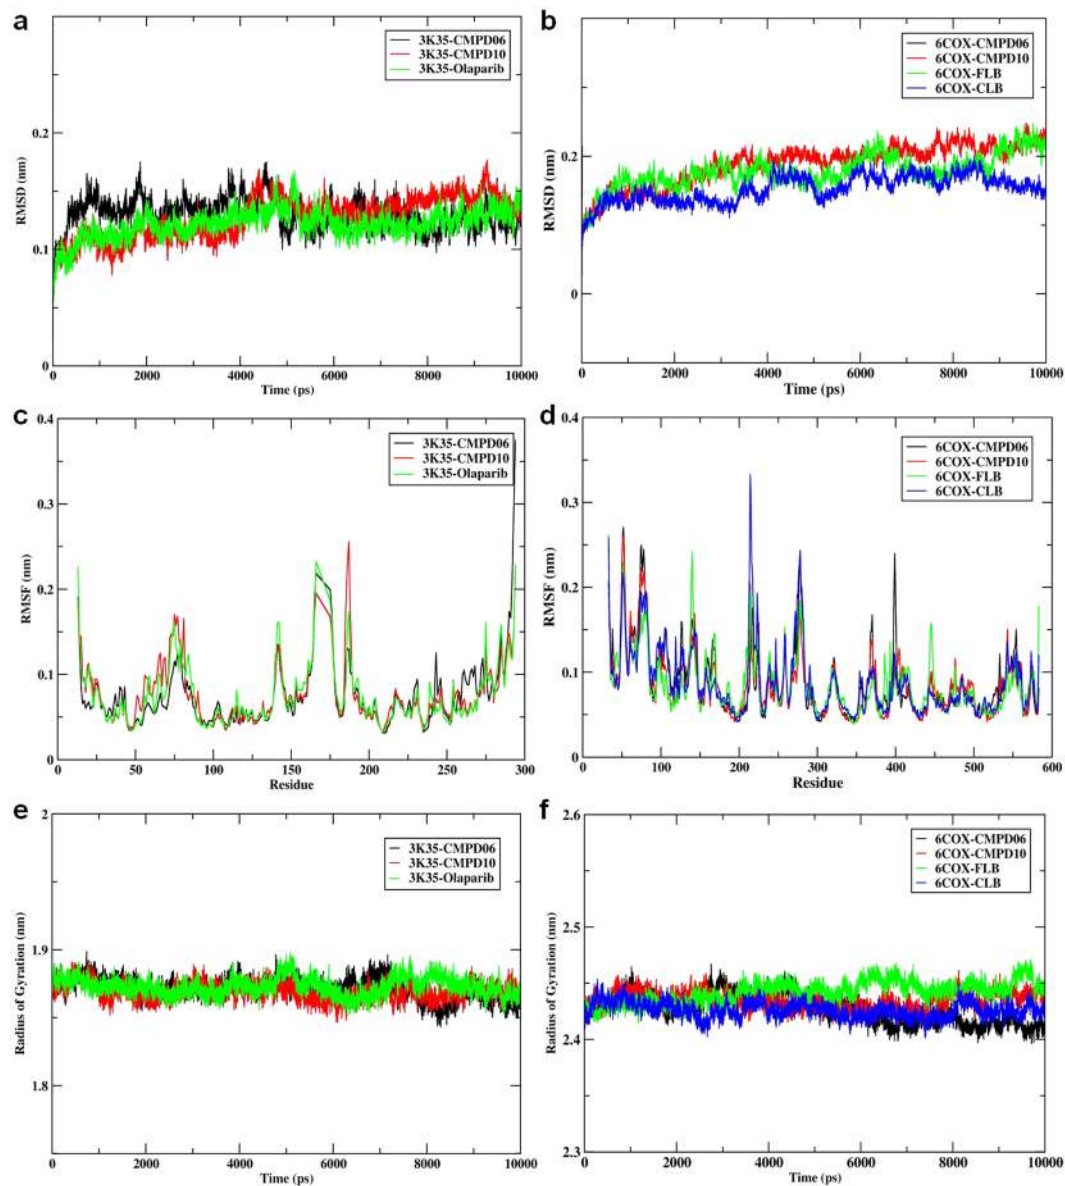 a
3K35-CMPD06
3K35-CMPD10
3K35-Olaparib
0.2
0.1
0
RMSD (nm)
0 2000 4000 6000 8000 10000
Time (ps)
b
6COX-CMPD06
6COX-CMPD10
6COX-FLB
6COX-CLB
0.2
0
RMSD (nm)
0 2000 4000 6000 8000 10000
Time (ps)
c
3K35-CMPD06
3K35-CMPD10
3K35-Olaparib
0.4
0.3
0.2
0.1
0
RMSF (nm)
0 50 100 150 200 250 300
Residue
d
6COX-CMPD06
6COX-CMPD10
6COX-FLB
6COX-CLB
0.4
0.3
0.2
0.1
0
RMSF (nm)
0 100 200 300 400 500 600
Residue
e
3K35-CMPD06
3K35-CMPD10
3K35-Olaparib
2
1.9
1.8
Radius of Gyration (nm)
0 2000 4000 6000 8000 10000
Time (ps)
f
6COX-CMPD06
6COX-CMPD10
6COX-FLB
6COX-CLB
2.6
2.5
2.4
2.3
Radius of Gyration (nm)
0 2000 4000 6000 8000 10000
Time (ps)